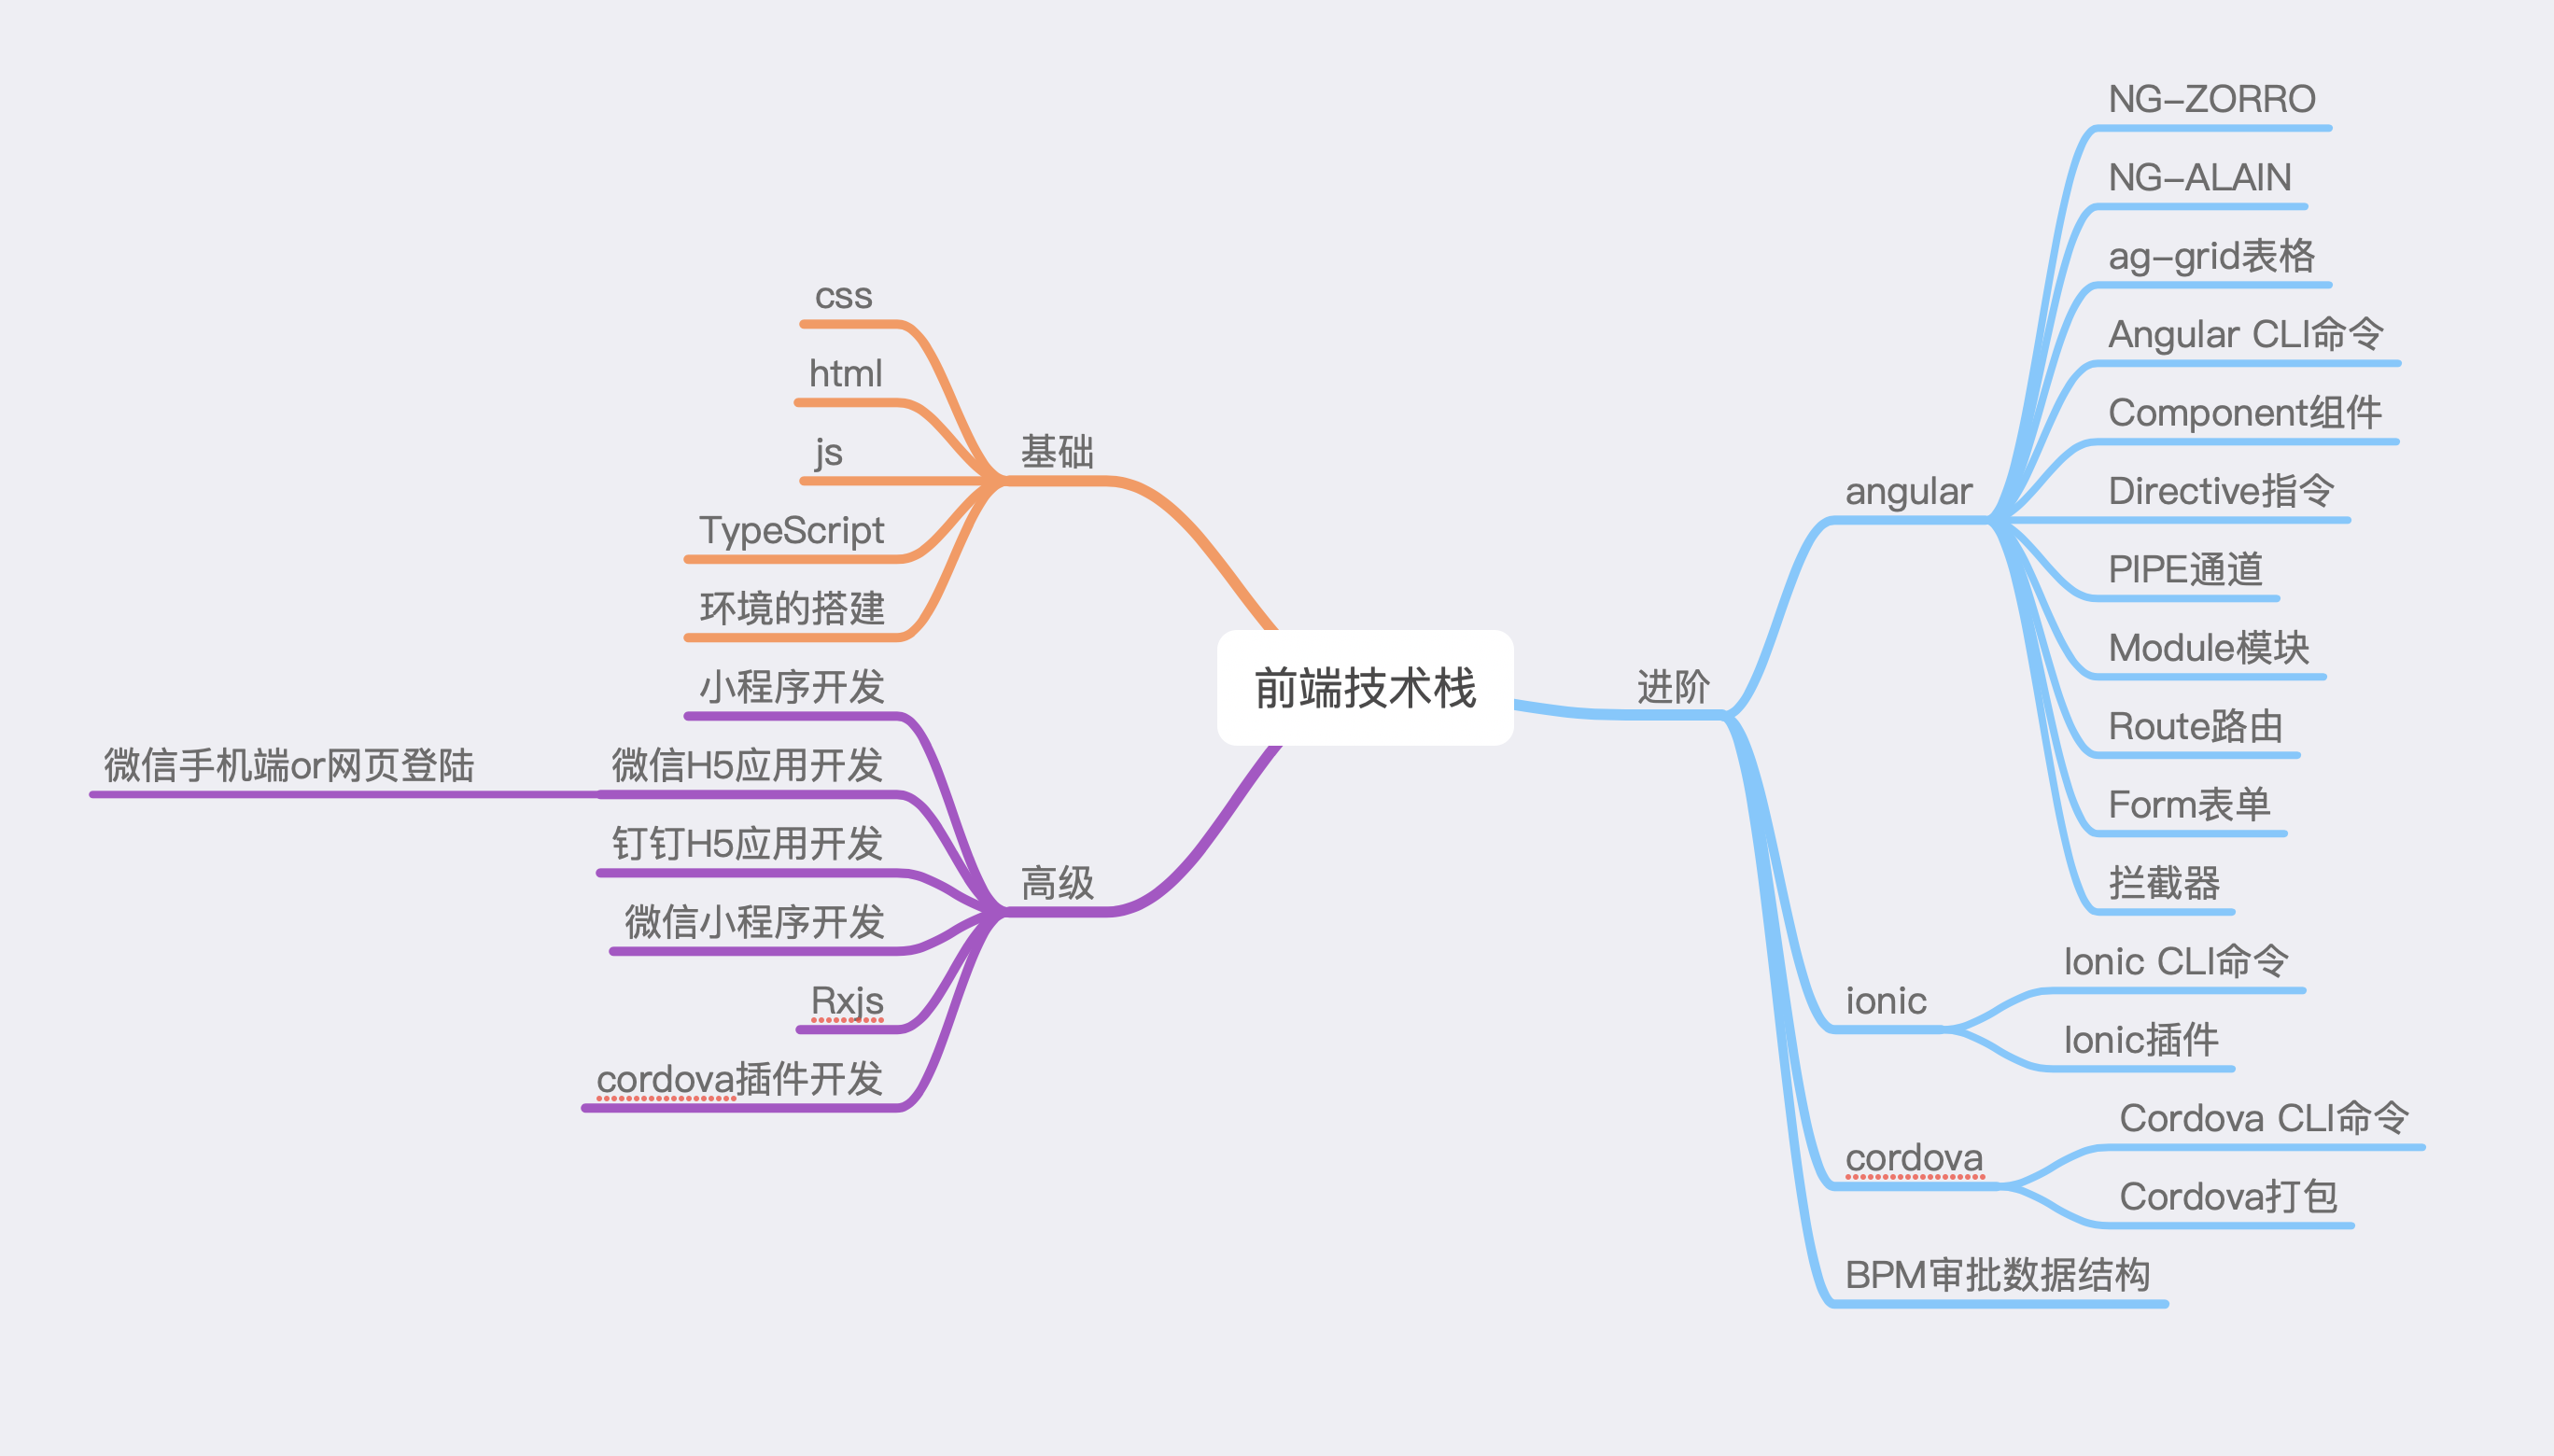 前端技术栈
基础
css
html
js
TypeScript
环境的搭建
进阶
angular
NG-ZORRO
NG-ALAIN
ag-grid表格
Angular CLI命令
Component组件
Directive指令
PIPE通道
Module模块
Route路由
Form表单
拦截器
ionic
Ionic CLI命令
Ionic插件
cordova
Cordova CLI命令
Cordova打包
BPM审批数据结构
高级
小程序开发
微信H5应用开发
微信手机端or网页登陆
钉钉H5应用开发
微信小程序开发
Rxjs
cordova插件开发